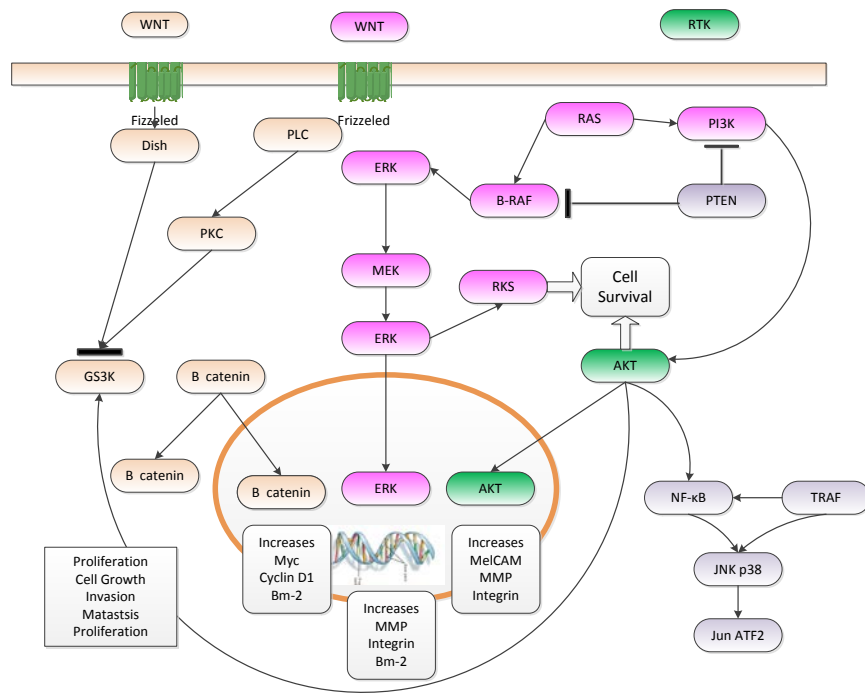 WNT
WNT
RTK
Fizzeled
Frizzeled
Dish
PLC
RAS
PI3K
ERK
B-RAF
PTEN
PKC
MEK
RKS
Cell
Survival
ERK
AKT
GS3K
B catenin
B catenin
B catenin
ERK
AKT
NF-κB
TRAF
Increases
Myc
Cyclin D1
Bm-2
Increases
MelCAM
MMP
Integrin
Increases
MMP
Integrin
Bm-2
Proliferation
Cell Growth
Invasion
Matastsis
Proliferation
JNK p38
Jun ATF2